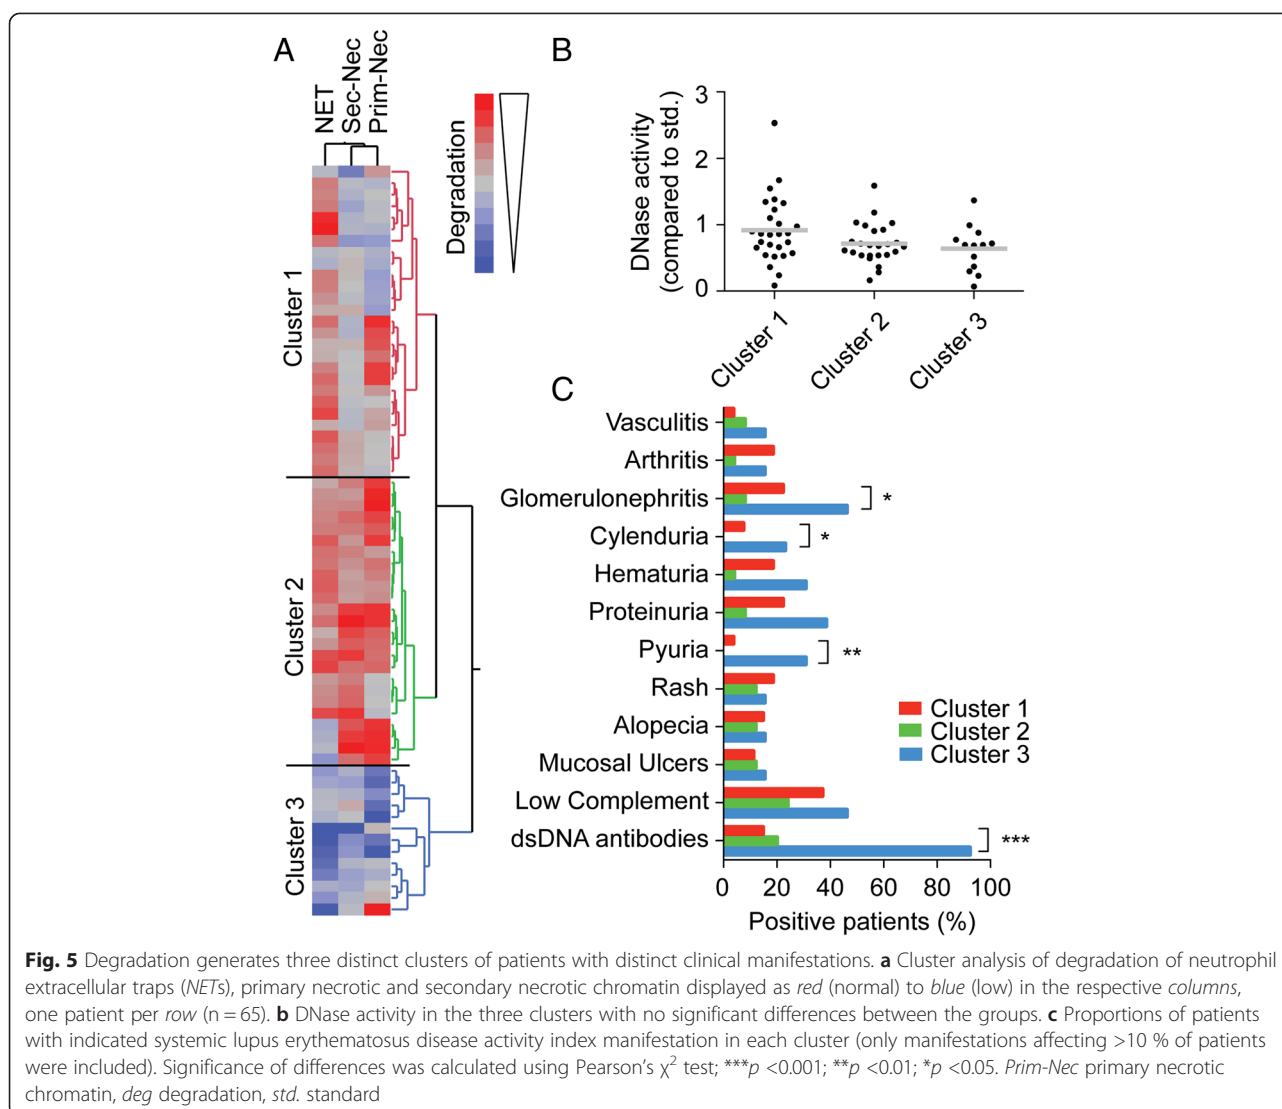 A
NET
Sec-Nec
Prim-Nec
Cluster 1
Cluster 2
Cluster 3
Degradation
B
DNase activity
(compared to std.)
3
2
1
0
Cluster 1
Cluster 2
Cluster 3
C
Vasculitis
Arthritis
Glomerulonephritis
*
Cylenduria
*
Hematuria
Proteinuria
Pyuria
**
Rash
Alopecia
Mucosal Ulcers
Low Complement
dsDNA antibodies
***
Cluster 1
Cluster 2
Cluster 3
0 20 40 60 80 100
Positive patients (%)
Fig. 5 Degradation generates three distinct clusters of patients with distinct clinical manifestations. a Cluster analysis of degradation of neutrophil
extracellular traps (NETs), primary necrotic and secondary necrotic chromatin displayed as red (normal) to blue (low) in the respective columns,
one patient per row (n = 65). b DNase activity in the three clusters with no significant differences between the groups. c Proportions of patients
with indicated systemic lupus erythematosus disease activity index manifestation in each cluster (only manifestations affecting >10 % of patients
were included). Significance of differences was calculated using Pearson's χ2 test; ***p <0.001; **p <0.01; *p <0.05. Prim-Nec primary necrotic
chromatin, deg degradation, std. standard